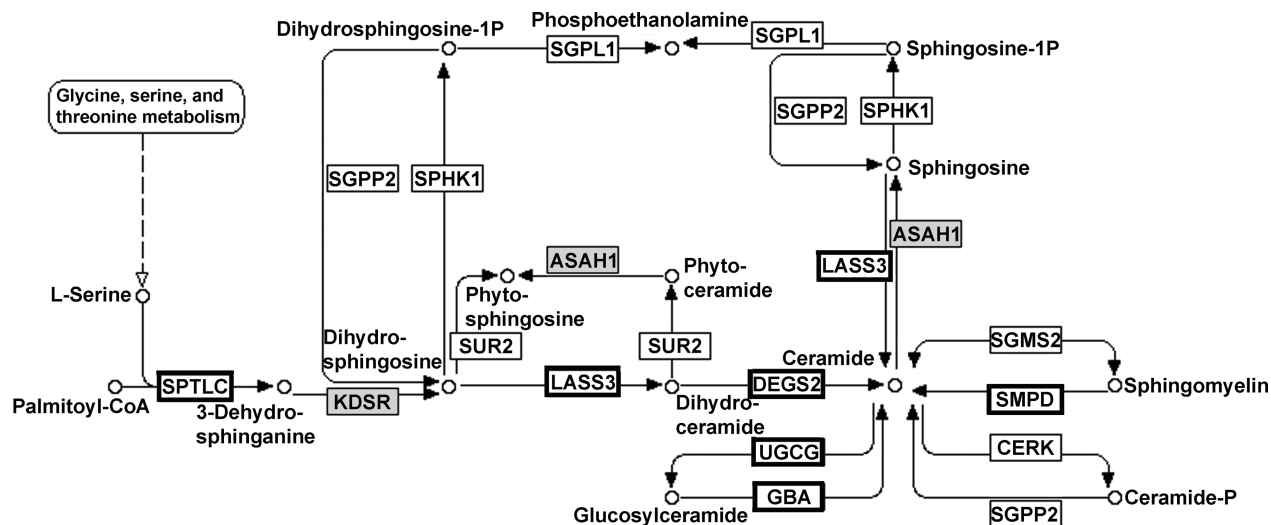 Phosphoethanolamine
Dihydrosphingosine-1P
SGPL1
SGPL1
Sphingosine-1P
Glycine, serine, and
threonine metabolism
SGPP2
SPHK1
Sphingosine
SGPP2
SPHK1
ASAH1
ASAH1
LASS3
Phyto-
ceramide
L-Serine
Phyto-
sphingosine
Dihydro-
sphingosine
SUR2
SUR2
Ceramide
SGMS2
SPTLC
LASS3
DEGS2
Sphingomyelin
Palmitoyl-CoA
3-Dehydro-
sphinganine
KDSR
Dihydro-
ceramide
SMPD
UGCG
CERK
GBA
Glucosylceramide
Ceramide-P
SGPP2